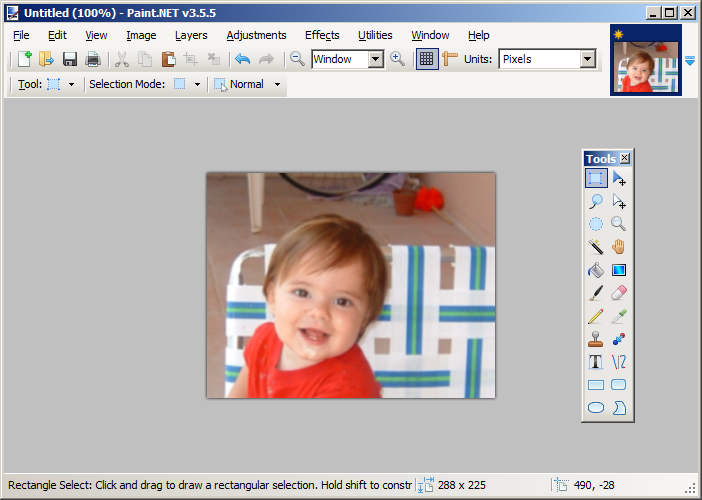 Untitled (100%) - Paint.NET v3.5.5
File Edit View Image Layers Adjustments Effects Utilities Window Help
Window Units: Pixels
Tool: Selection Mode: Normal
Tools
T
Rectangle Select: Click and drag to draw a rectangular selection. Hold shift to constr 288 x 225 490, -28